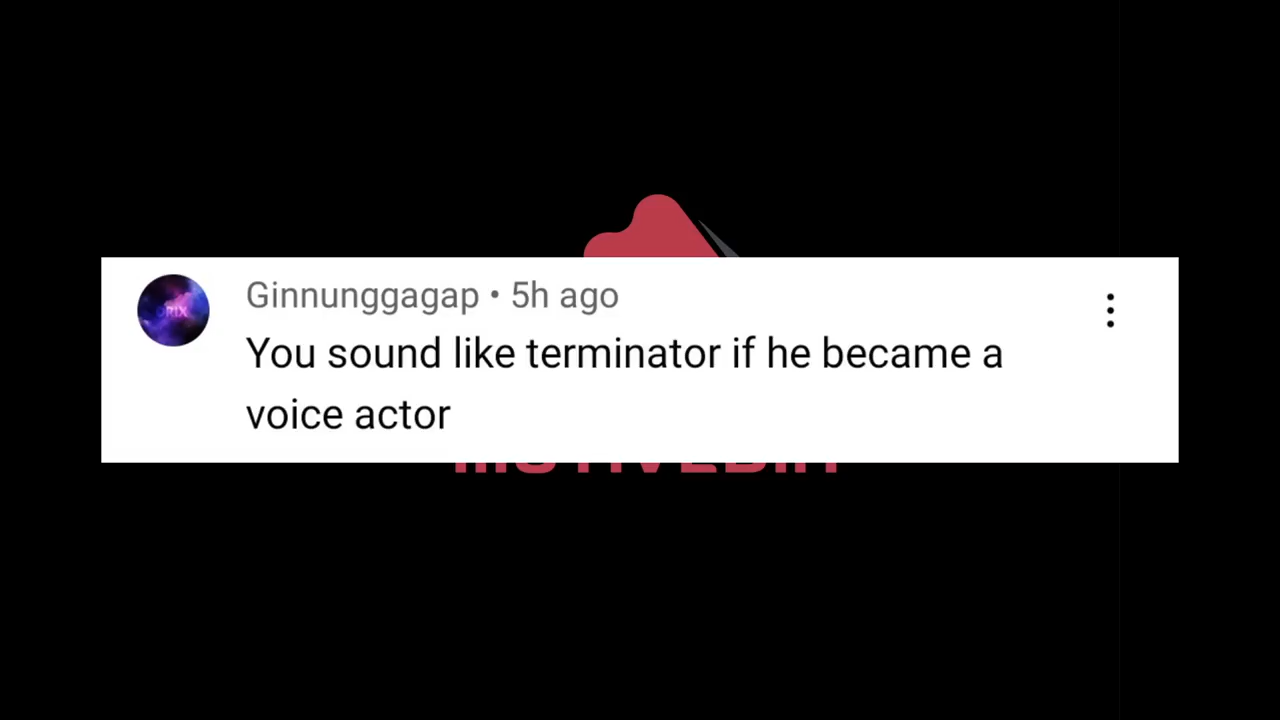 Ginnunggagap • 5h ago
You sound like terminator if he became a
voice actor